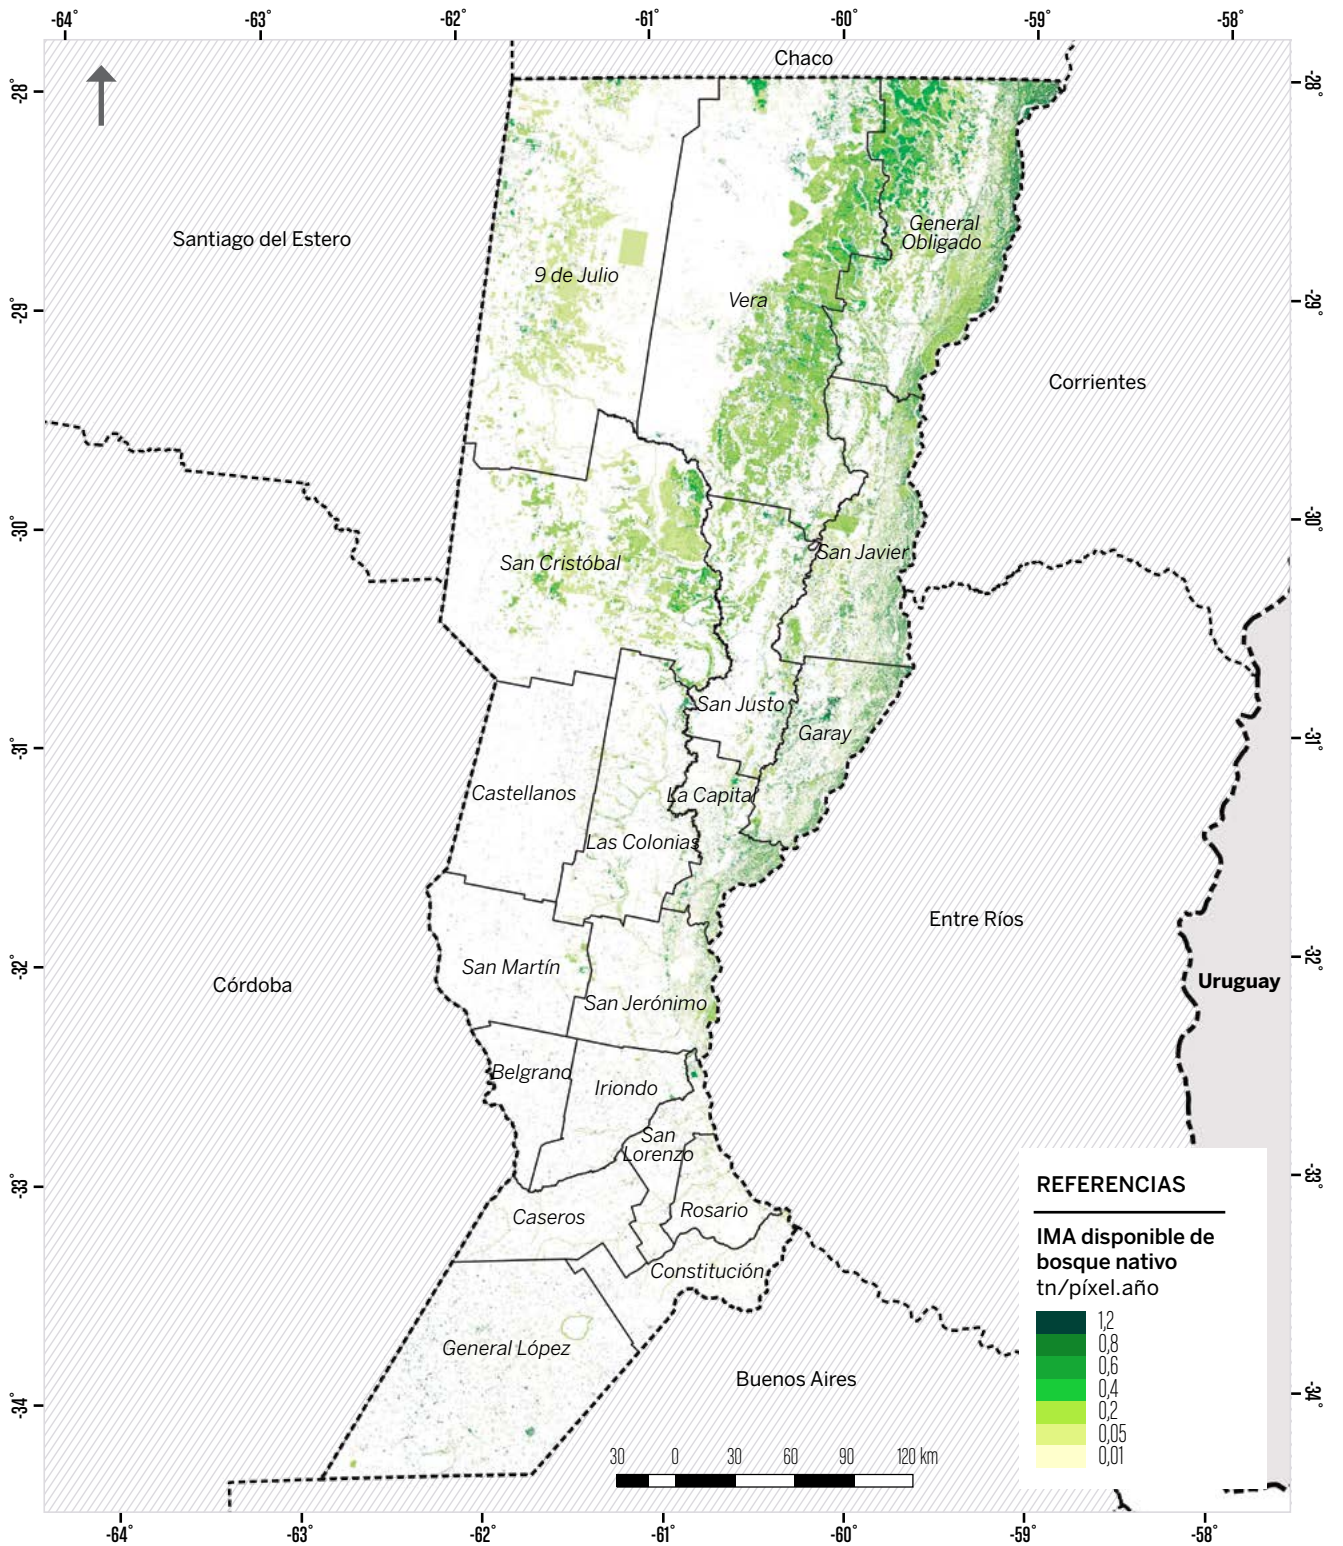 -64° -63° -62° -61° -60° -59° -58°
Chaco
-28° -28°
General
Obligado
Santiago del Estero
9 de Julio
Vera
-29° -29°
Corrientes
-30° -30°
San Javier
San Cristóbal
San Justo
Garay
-31° -31°
Castellanos
La Capital
Las Colonias
Entre Ríos
San Martín
-32° -32°
Córdoba
Uruguay
San Jerónimo
Belgrano
Iriondo
San
Lorenzo
-33° -33°
Caseros
Rosario
Constitución
General López
Buenos Aires
-34° -34°
REFERENCIAS
IMA disponible de
bosque nativo
tn/píxel.año
1,2
0,8
0,6
0,4
0,2
0,05
0,01
30 0 30 60 90 120 km
-64° -63° -62° -61° -60° -59° -58°